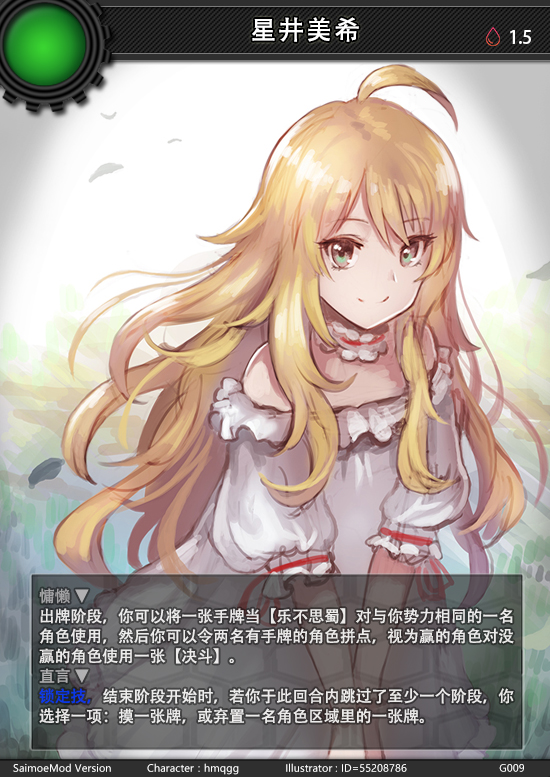 星井美希
1.5
慵懒▼
出牌阶段，你可以将一张手牌当【乐不思蜀】对与你势力相同的一名
角色使用，然后你可以令两名有手牌的角色拼点，视为赢的角色对没
赢的角色使用一张【决斗】。
直言▼
锁定技，结束阶段开始时，若你于此回合内跳过了至少一个阶段，你
选择一项：摸一张牌，或弃置一名角色区域里的一张牌。
SaimoeMod Version Character : hmqgg Illustrator : ID=55208786 G009